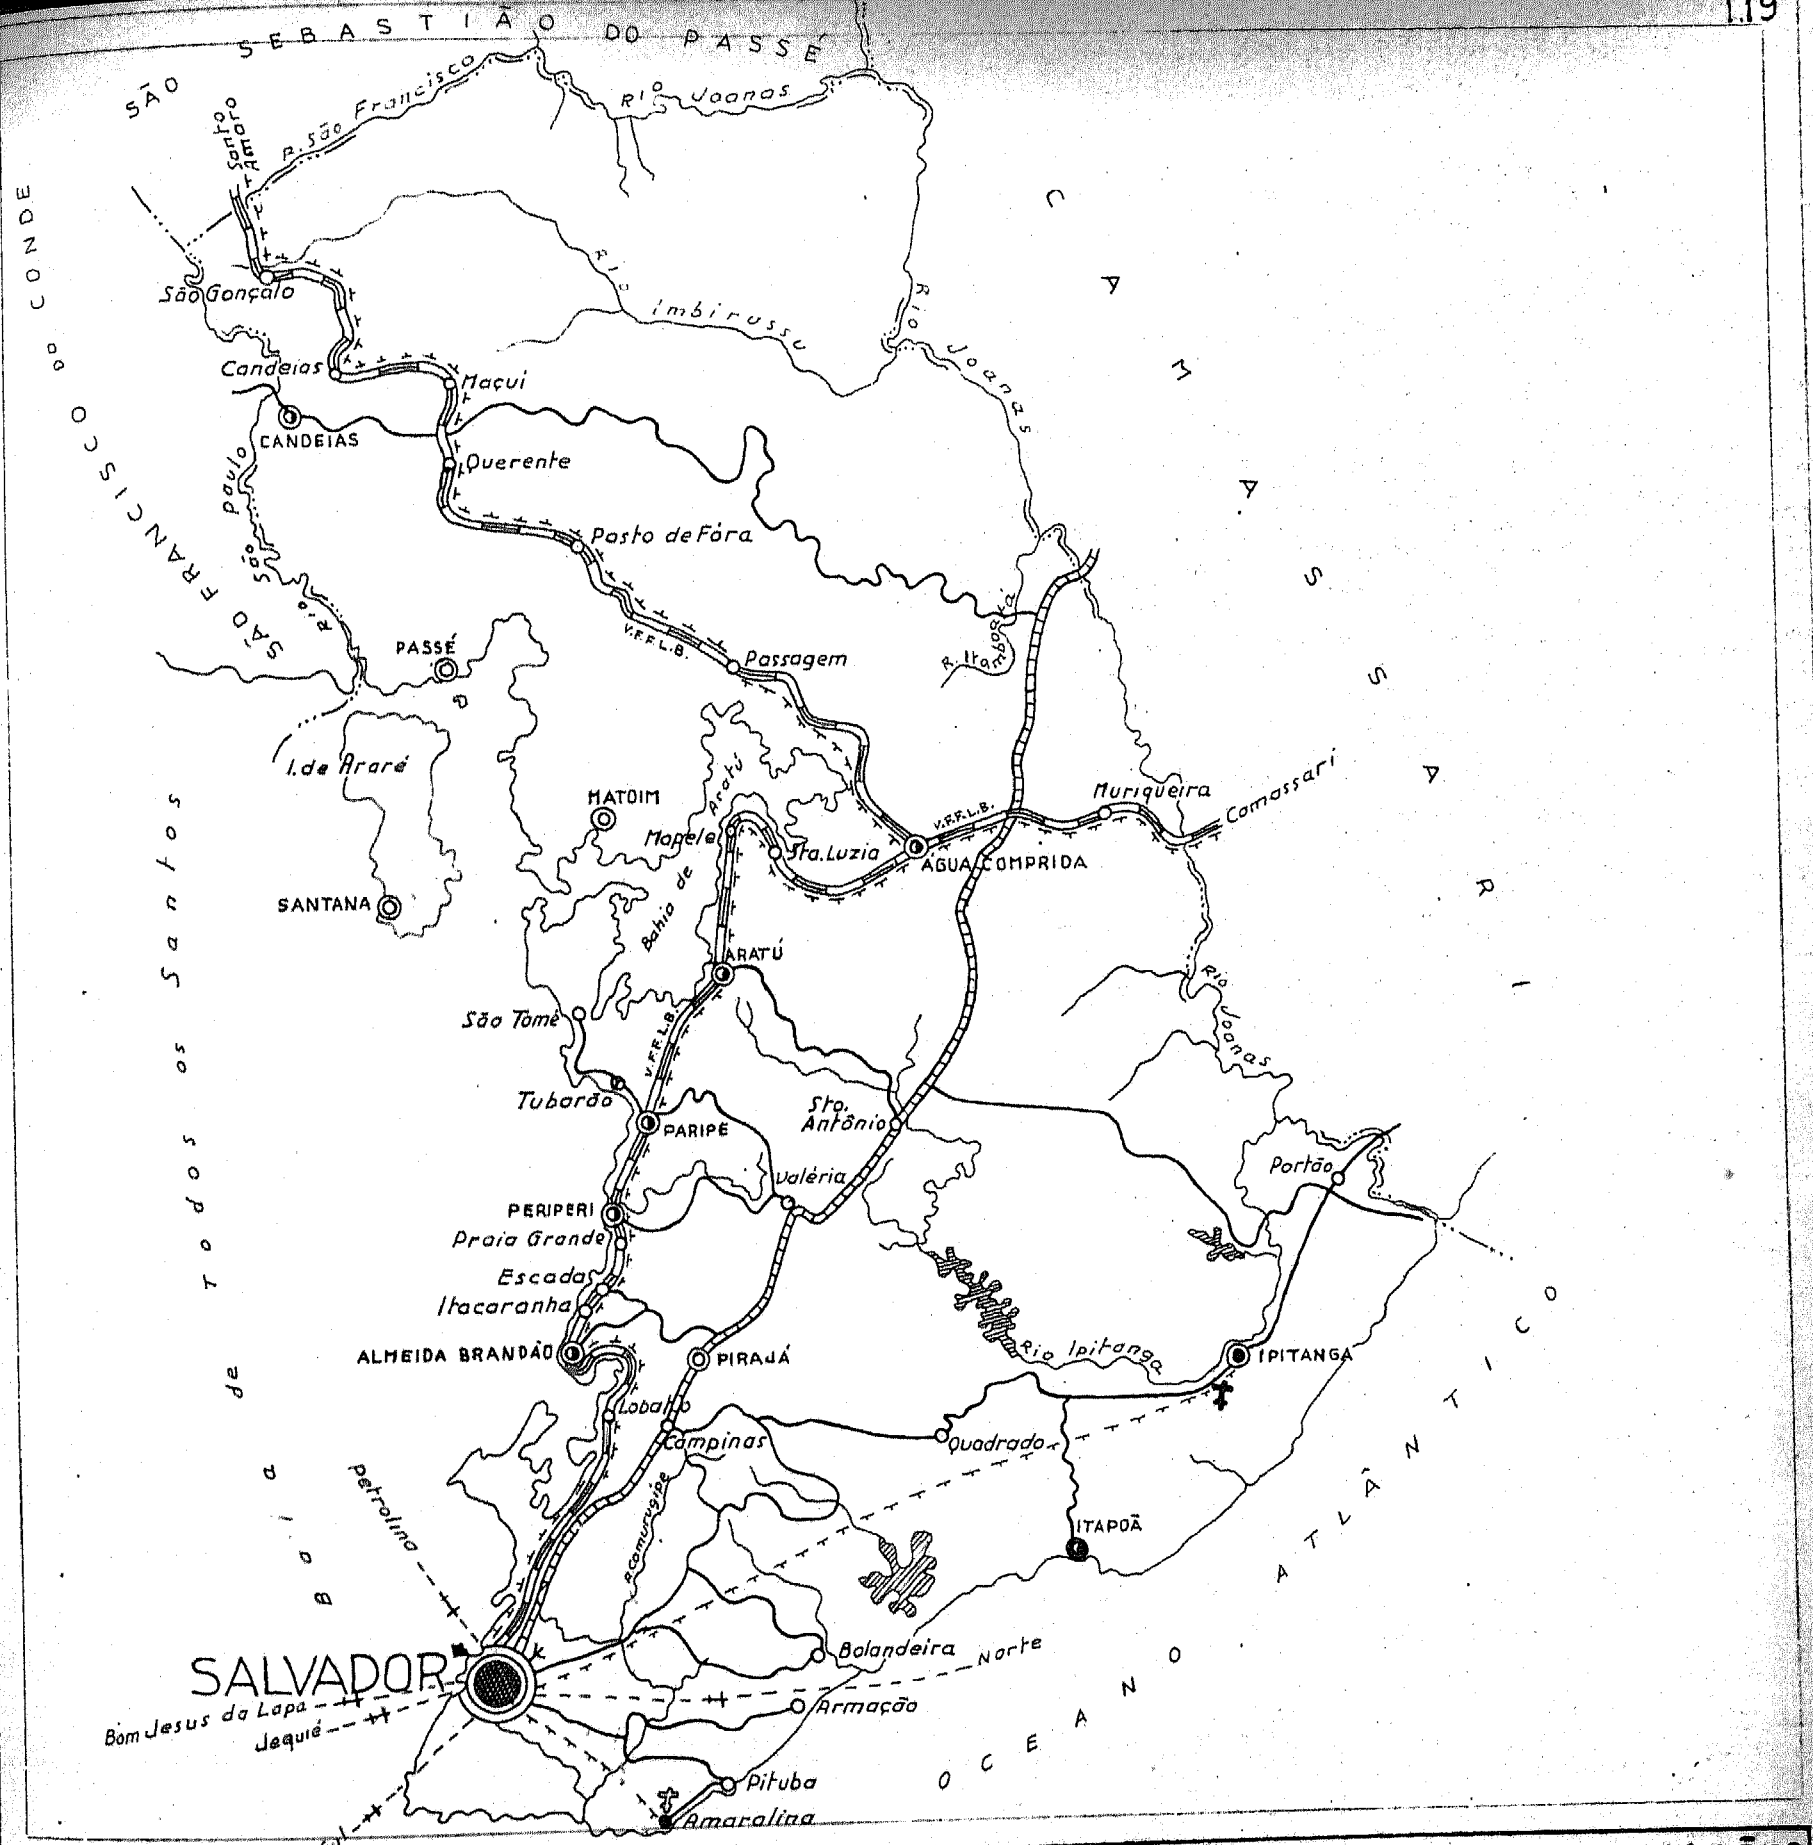 119
SÃO SEBASTIÃO DO PASSÉ
R. São Francisco
Rio Joanas
Santo Amaro
SÃO FRANCISCO DO CONDE
CAMASSARI
São Gonçalo
Rio Imbirussu
Rio Joanas
Candeias
Maçuí
CANDEIAS
Querente
Rio São Paulo
Pasto de Fóra
V.F.F.L.B.
Passagem
R. Itamboatá
PASSÉ
I. de Araré
Muriqueira
Camassari
V.F.F.L.B.
MATOIM
Mapele
Sta. Luzia
ÁGUA COMPRIDA
Bahia de Aratú
SANTANA
ARATÚ
Rio Joanas
São Tomé
V.F.F.L.B.
Tubarão
PARIPE
Sto. Antônio
Valéria
Portão
PERIPERI
Praia Grande
Escada
Itacaranha
ALMEIDA BRANDÃO
PIRAJÁ
Rio Ipitanga
IPITANGA
Lobato
Campinas
Quadrado
Petrolina
R. Camurugipe
ITAPOÃ
Bahia de Todos os Santos
OCEANO ATLÂNTICO
SALVADOR
Bolandeira
Norte
Bom Jesus da Lapa
Jequié
Armação
Pituba
Amaralina